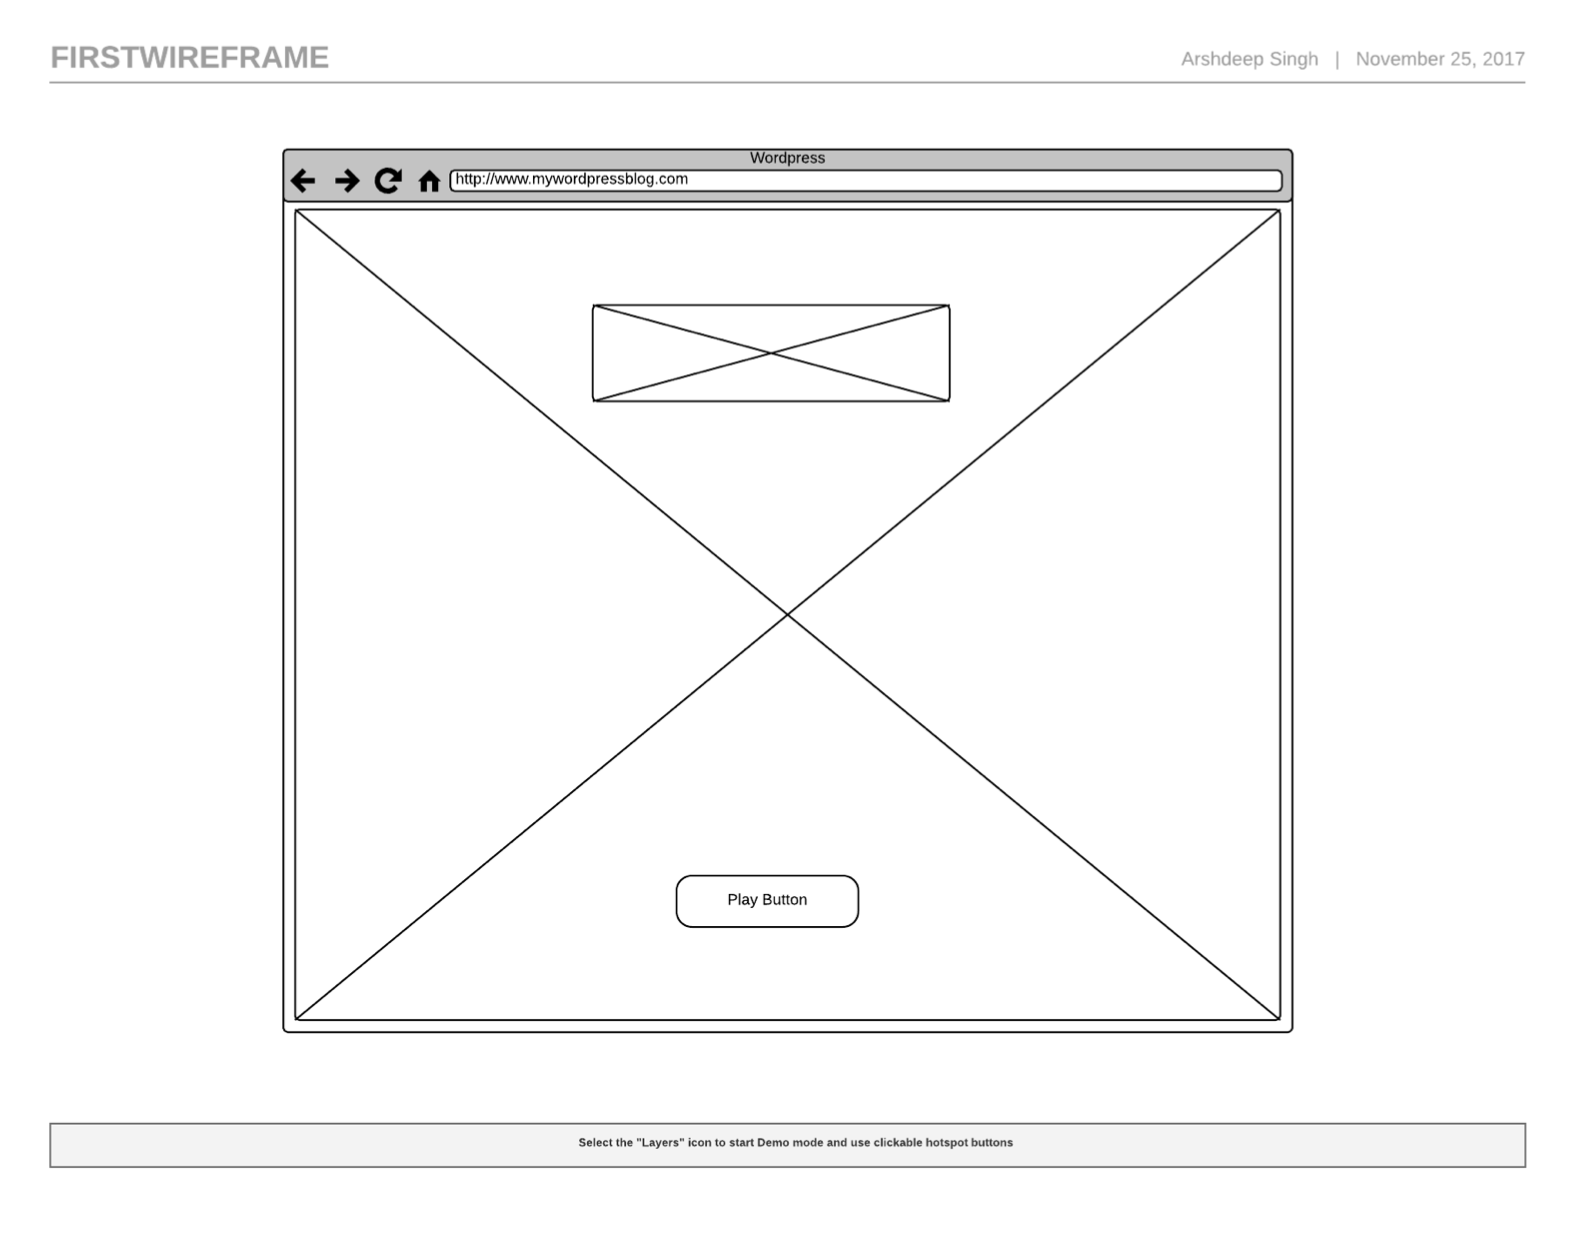 FIRSTWIREFRAME
Arshdeep Singh | November 25, 2017
Wordpress
http://www.mywordpressblog.com
Play Button
Select the "Layers" icon to start Demo mode and use clickable hotspot buttons